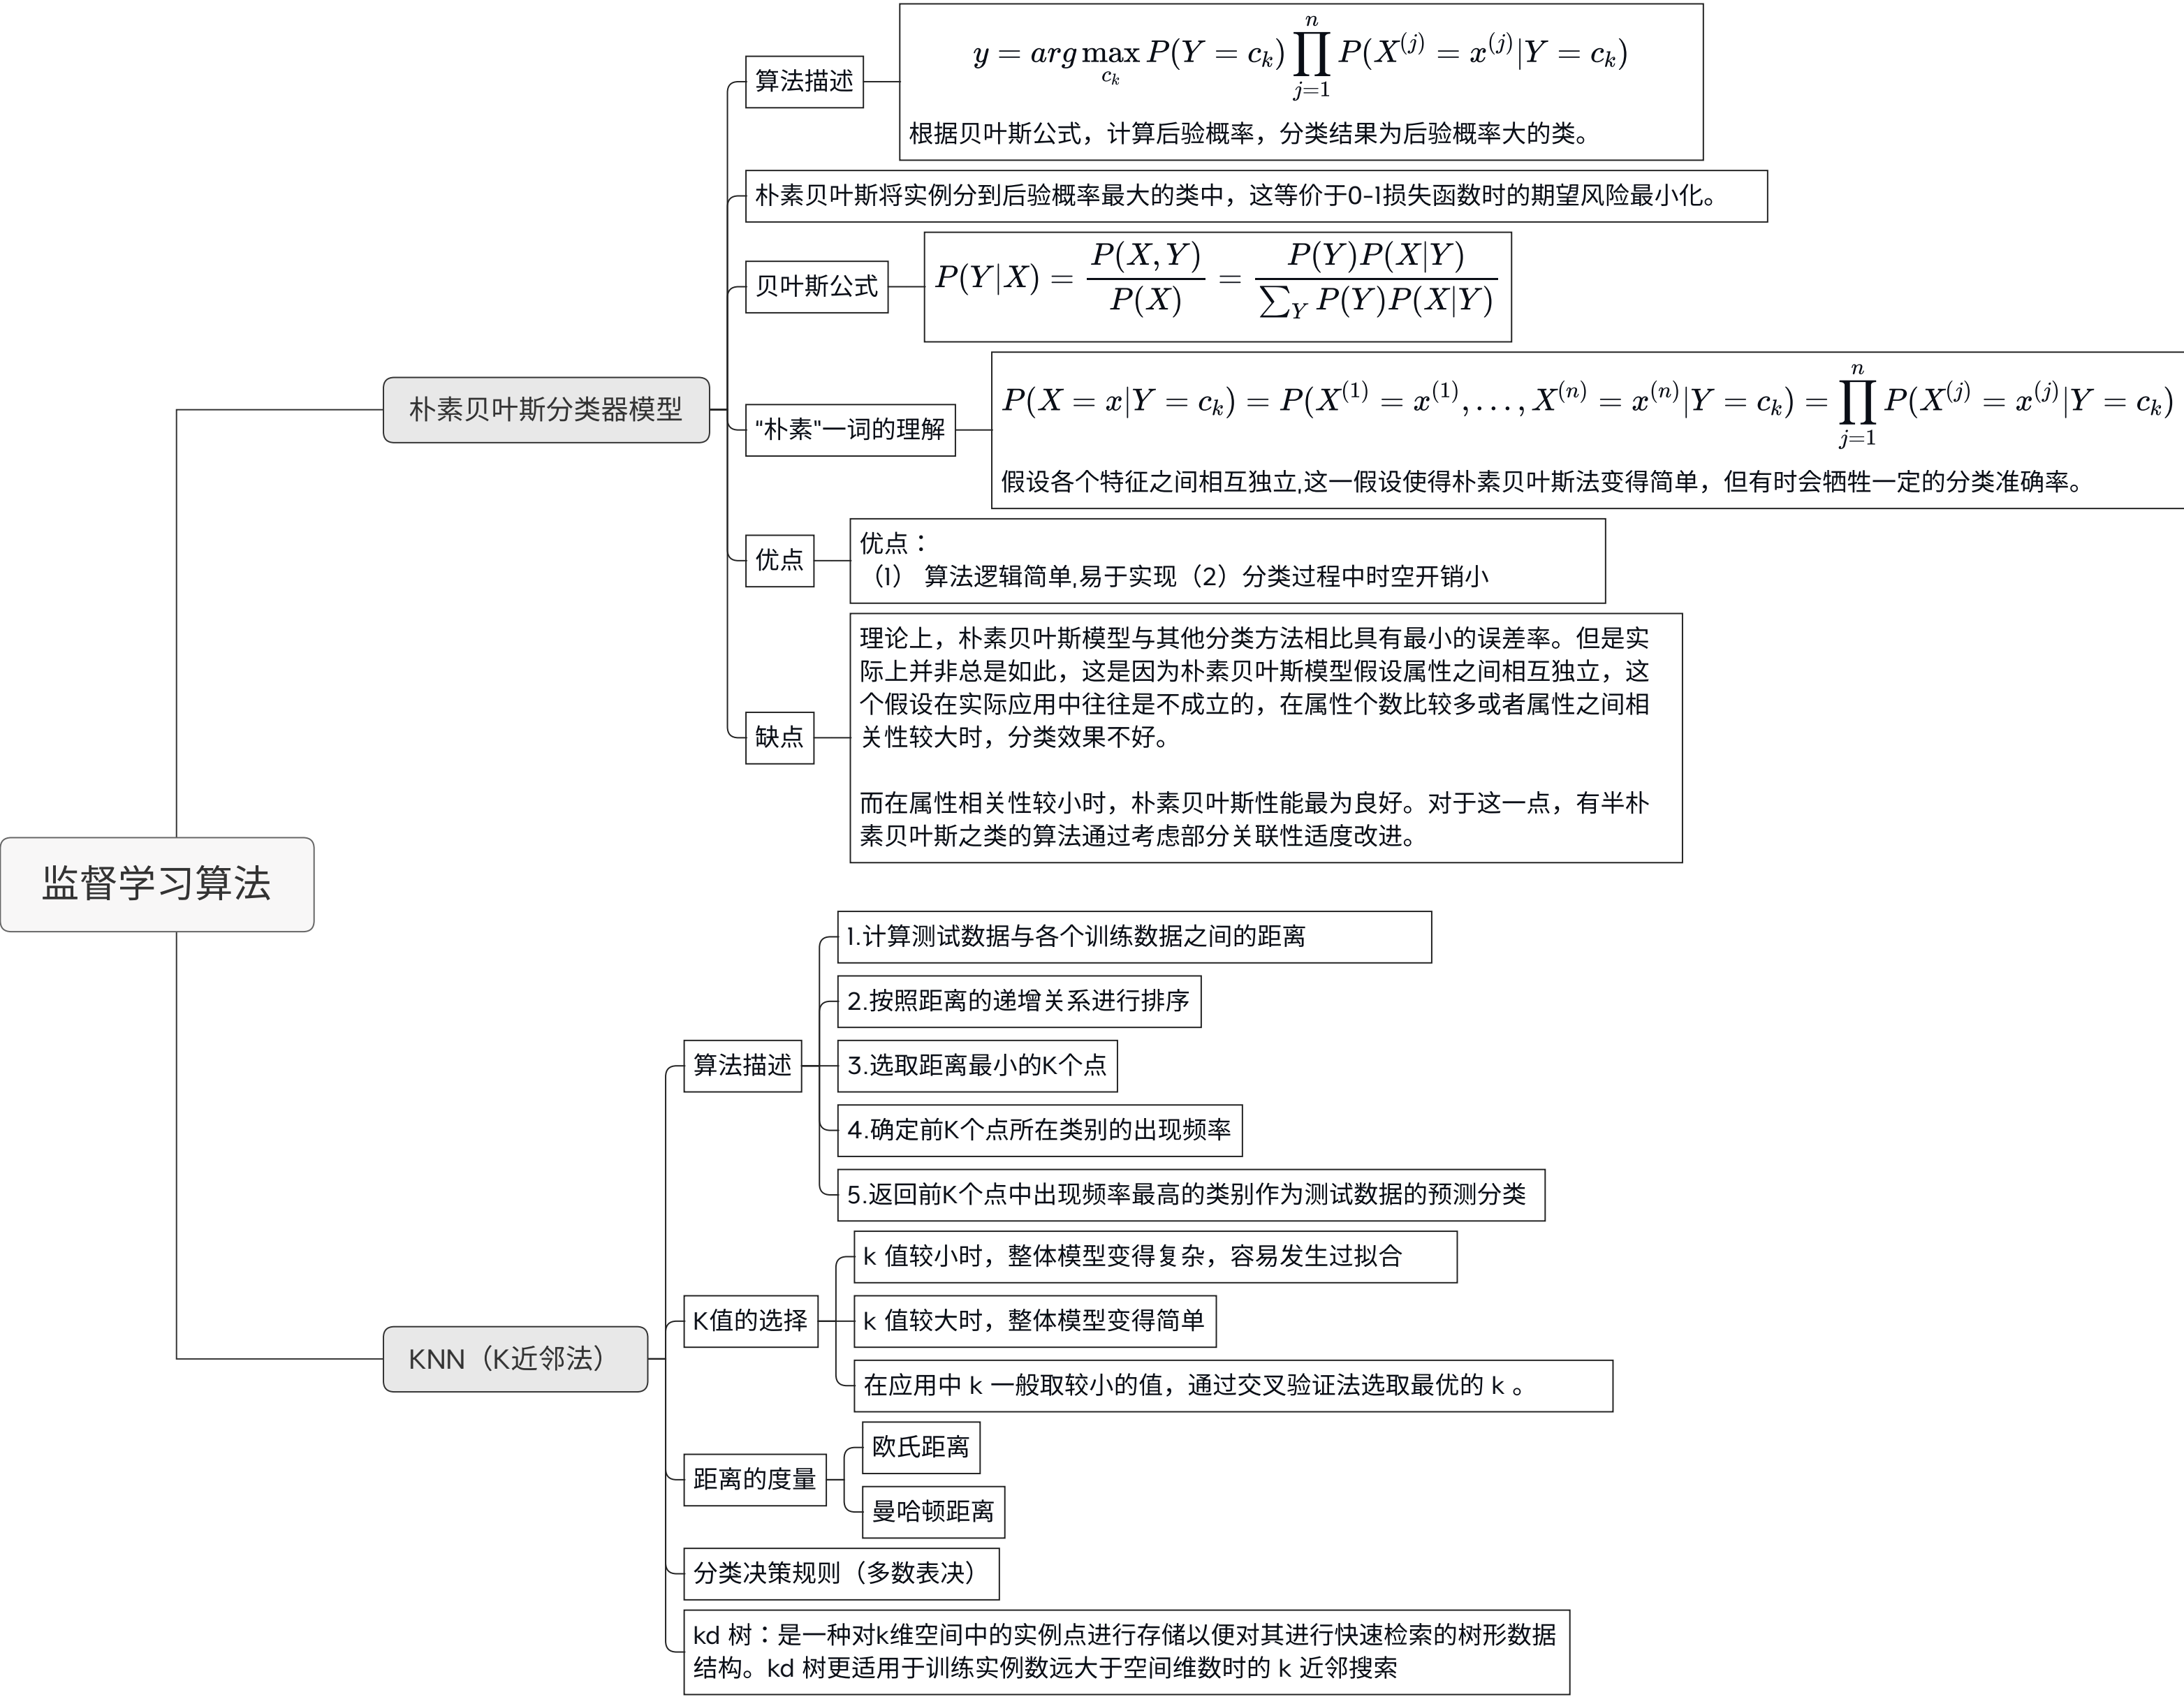 监督学习算法
朴素贝叶斯分类器模型
算法描述
y = arg max_{c_k} P(Y = c_k) ∏_{j=1}^{n} P(X^{(j)} = x^{(j)}|Y = c_k)
根据贝叶斯公式，计算后验概率，分类结果为后验概率大的类。
朴素贝叶斯将实例分到后验概率最大的类中，这等价于0-1损失函数时的期望风险最小化。
贝叶斯公式
P(Y|X) = \frac{P(X, Y)}{P(X)} = \frac{P(Y)P(X|Y)}{∑_Y P(Y)P(X|Y)}
"朴素"一词的理解
P(X = x|Y = c_k) = P(X^{(1)} = x^{(1)}, . . . , X^{(n)} = x^{(n)}|Y = c_k) = ∏_{j=1}^{n} P(X^{(j)} = x^{(j)}|Y = c_k)
假设各个特征之间相互独立,这一假设使得朴素贝叶斯法变得简单，但有时会牺牲一定的分类准确率。
优点
优点：
（1） 算法逻辑简单,易于实现（2）分类过程中时空开销小
缺点
理论上，朴素贝叶斯模型与其他分类方法相比具有最小的误差率。但是实
际上并非总是如此，这是因为朴素贝叶斯模型假设属性之间相互独立，这
个假设在实际应用中往往是不成立的，在属性个数比较多或者属性之间相
关性较大时，分类效果不好。
而在属性相关性较小时，朴素贝叶斯性能最为良好。对于这一点，有半朴
素贝叶斯之类的算法通过考虑部分关联性适度改进。
KNN（K近邻法）
算法描述
1.计算测试数据与各个训练数据之间的距离
2.按照距离的递增关系进行排序
3.选取距离最小的K个点
4.确定前K个点所在类别的出现频率
5.返回前K个点中出现频率最高的类别作为测试数据的预测分类
K值的选择
k 值较小时，整体模型变得复杂，容易发生过拟合
k 值较大时，整体模型变得简单
在应用中 k 一般取较小的值，通过交叉验证法选取最优的 k 。
距离的度量
欧氏距离
曼哈顿距离
分类决策规则（多数表决）
kd 树：是一种对k维空间中的实例点进行存储以便对其进行快速检索的树形数据
结构。kd 树更适用于训练实例数远大于空间维数时的 k 近邻搜索